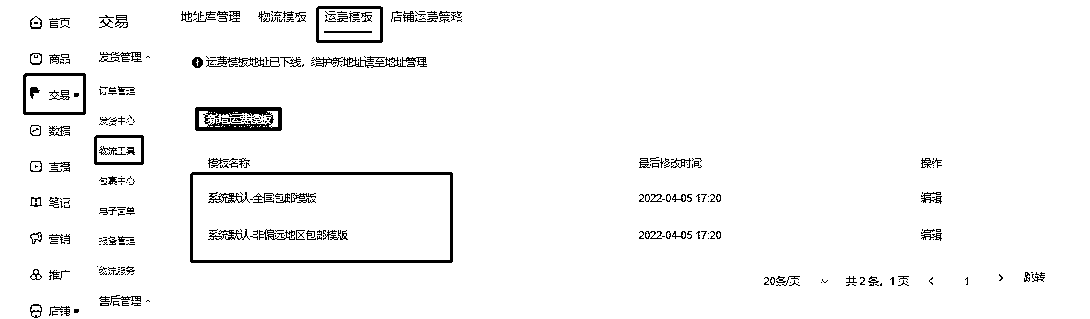 首页
商品
交易
数据
直播
笔记
营销
推广
店铺
交易
发货管理
订单管理
发货中心
物流工具
包裹中心
电子面单
报备管理
物流服务
售后管理
地址库管理 物流模板 运费模板 店铺运费策略
运费模板地址已下线，维护新地址请至地址管理
新增运费模板
模板名称 最后修改时间 操作
系统默认-全国包邮模版 2022-04-05 17:20 编辑
系统默认-非偏远地区包邮模版 2022-04-05 17:20 编辑
20条/页 共 2 条，1 页 1 跳转